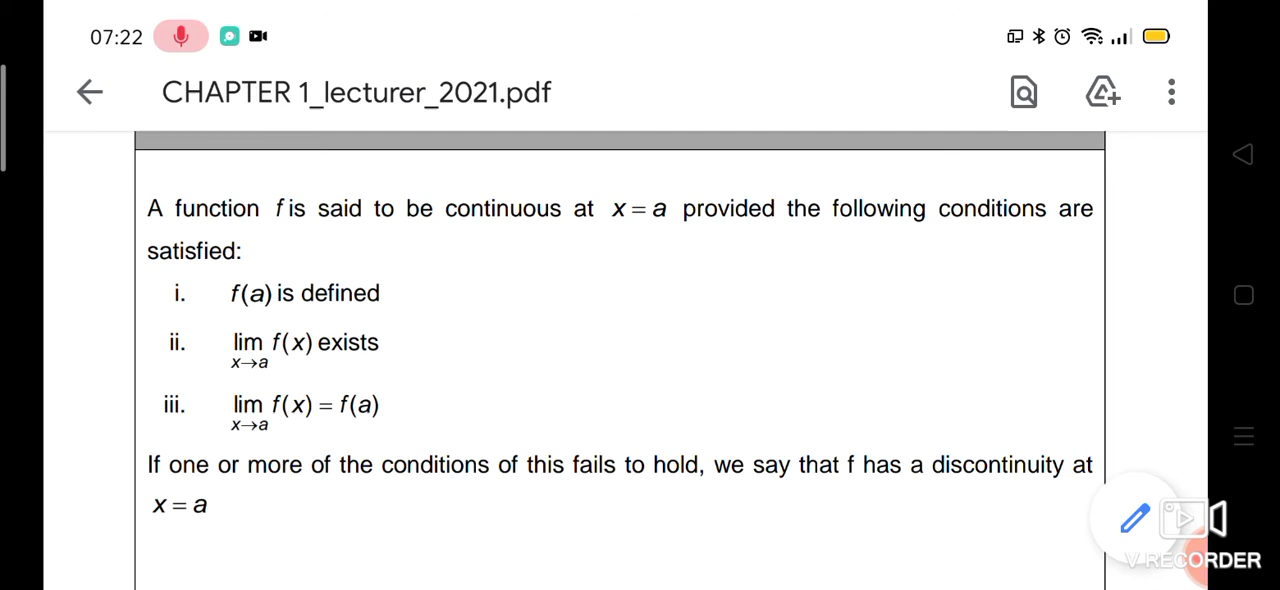 07:22
CHAPTER 1_lecturer_2021.pdf
A function f is said to be continuous at x = a provided the following conditions are
satisfied:
i. f(a) is defined
ii. lim f(x) exists
x→a
iii. lim f(x) = f(a)
x→a
If one or more of the conditions of this fails to hold, we say that f has a discontinuity at
x = a
V RECORDER